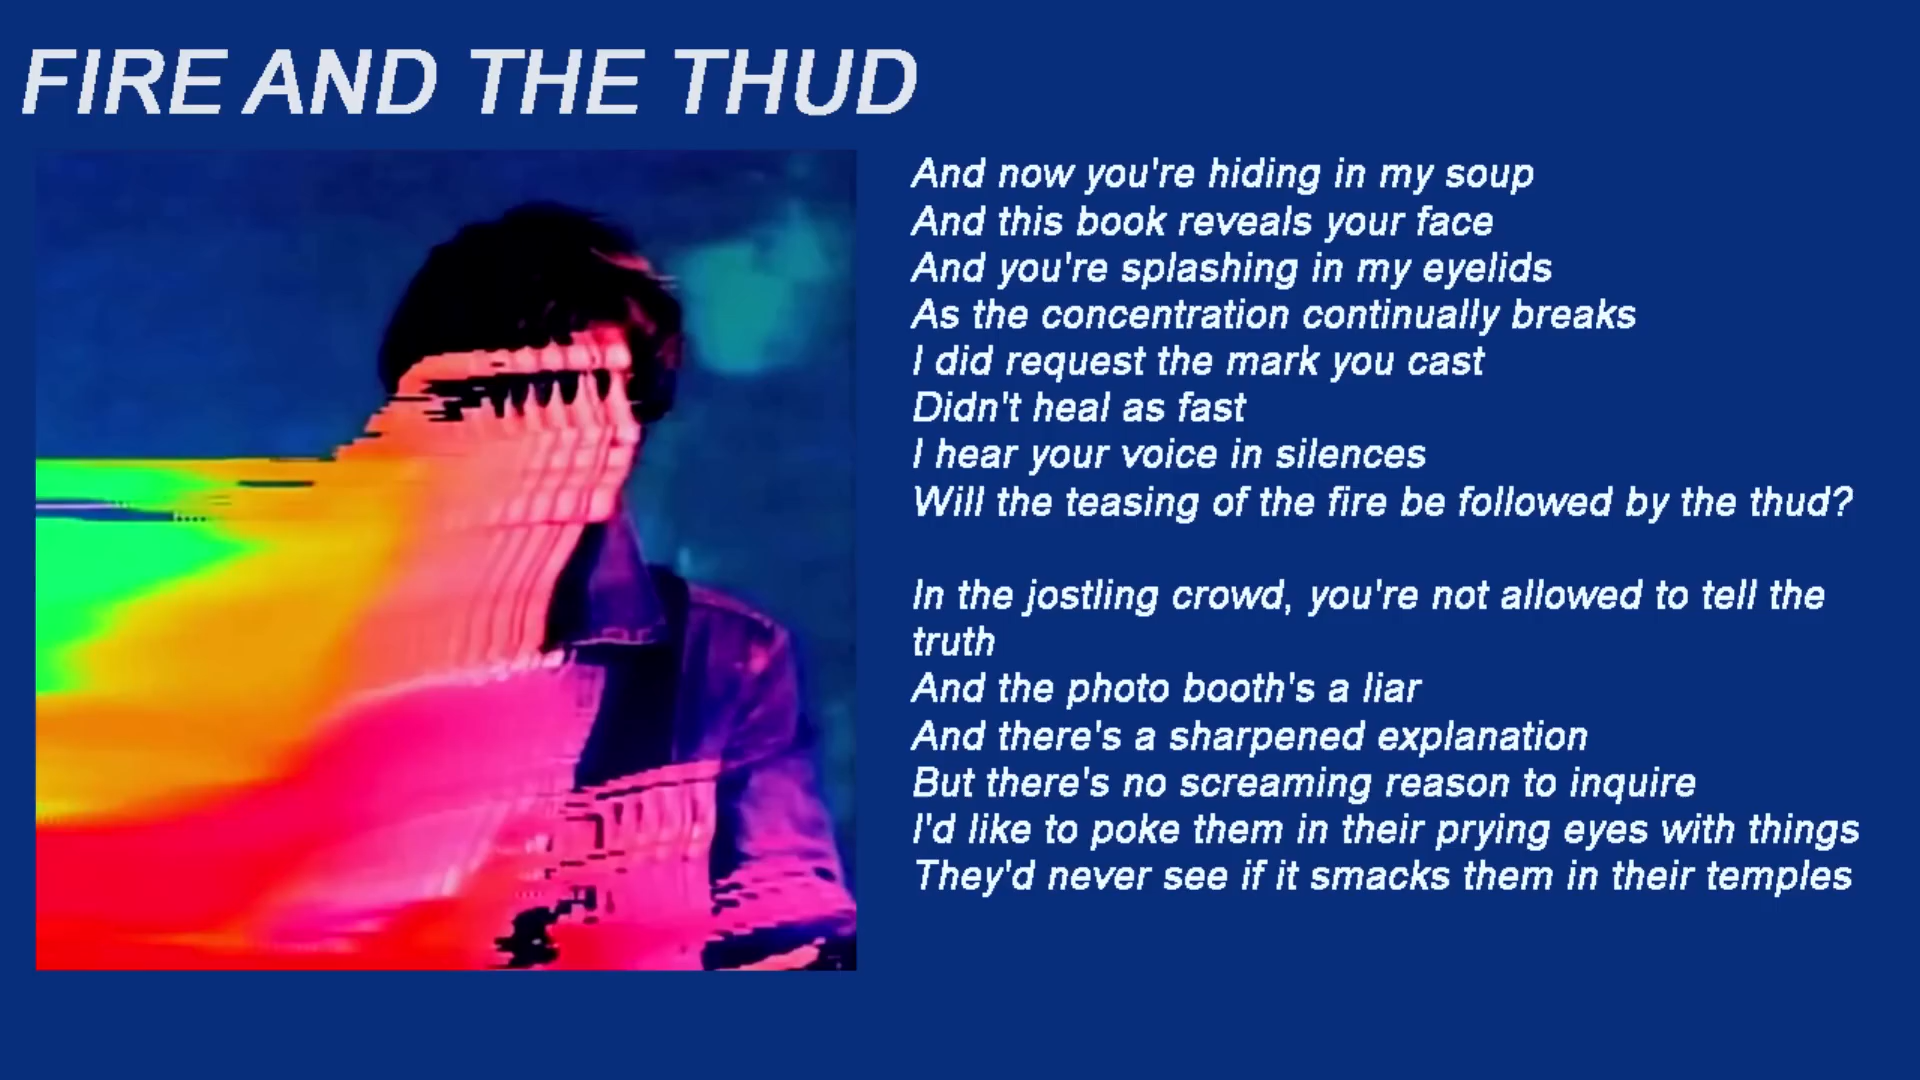 FIRE AND THE THUD
And now you're hiding in my soup
And this book reveals your face
And you're splashing in my eyelids
As the concentration continually breaks
I did request the mark you cast
Didn't heal as fast
I hear your voice in silences
Will the teasing of the fire be followed by the thud?
In the jostling crowd, you're not allowed to tell the
truth
And the photo booth's a liar
And there's a sharpened explanation
But there's no screaming reason to inquire
I'd like to poke them in their prying eyes with things
They'd never see if it smacks them in their temples